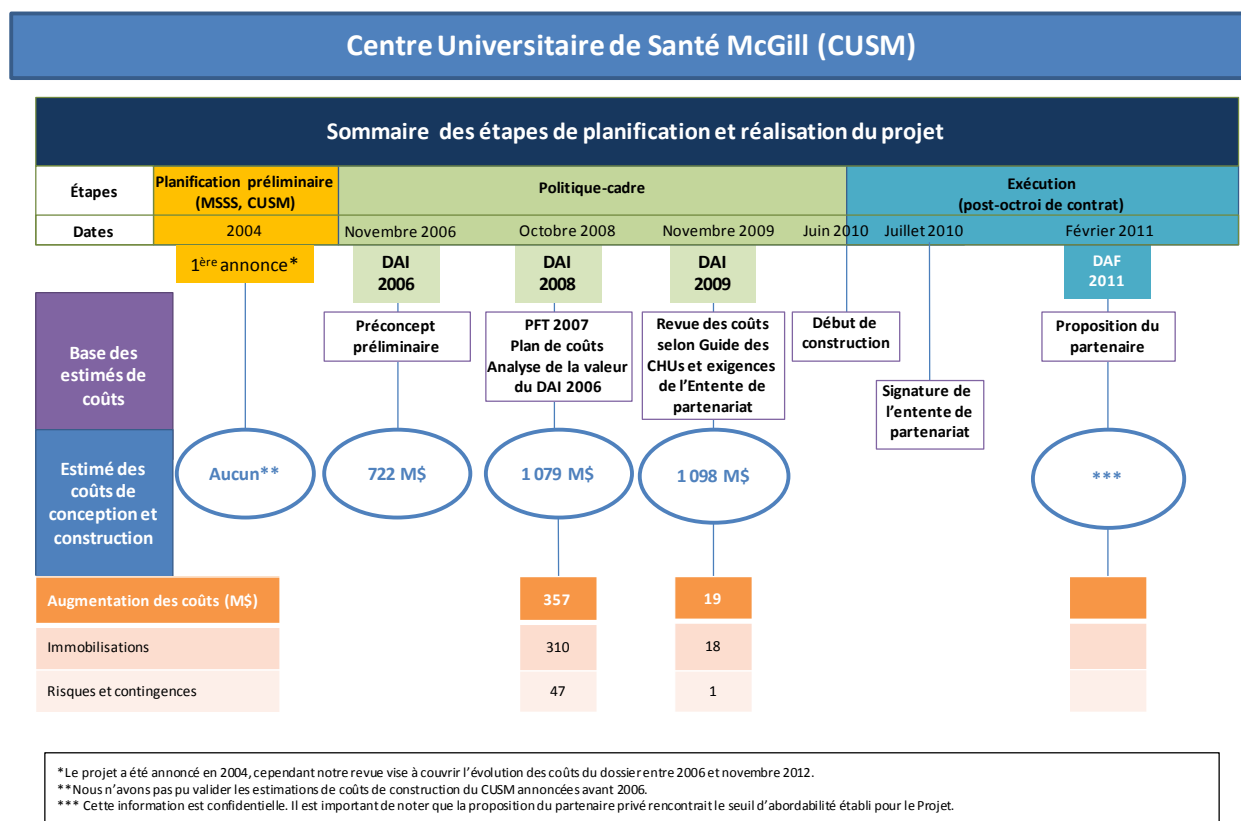 Centre Universitaire de Santé McGill (CUSM)
Sommaire des étapes de planification et réalisation du projet
Étapes
Planification préliminaire
(MSSS, CUSM)
Politique-cadre
Exécution
(post-octroi de contrat)
Dates
2004
Novembre 2006
Octobre 2008
Novembre 2009
Juin 2010
Juillet 2010
Février 2011
1ère annonce*
DAI
2006
DAI
2008
DAI
2009
DAF
2011
Base des
estimés de
coûts
Préconcept
préliminaire
PFT 2007
Plan de coûts
Analyse de la valeur
du DAI 2006
Revue des coûts
selon Guide des
CHUs et exigences
de l'Entente de
partenariat
Début de
construction
Signature de
l'entente de
partenariat
Proposition du
partenaire
Estimé des
coûts de
conception et
construction
Aucun**
722 M$
1 079 M$
1 098 M$
***
Augmentation des coûts (M$)
357
19
Immobilisations
310
18
Risques et contingences
47
1
*Le projet a été annoncé en 2004, cependant notre revue vise à couvrir l'évolution des coûts du dossier entre 2006 et novembre 2012.
**Nous n'avons pas pu valider les estimations de coûts de construction du CUSM annoncées avant 2006.
*** Cette information est confidentielle. Il est important de noter que la proposition du partenaire privé rencontrait le seuil d'abordabilité établi pour le Projet.